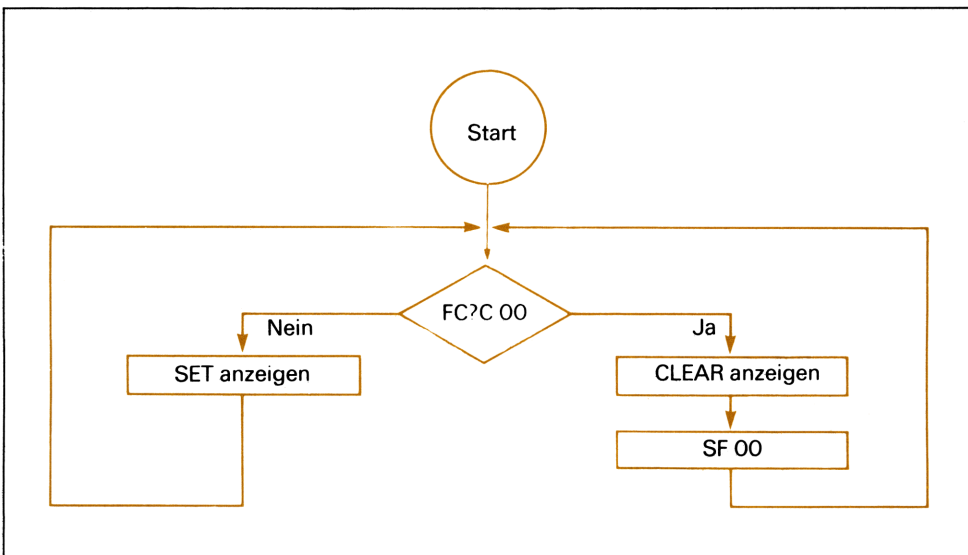 Start
FC?C 00
Nein
Ja
SET anzeigen
CLEAR anzeigen
SF 00